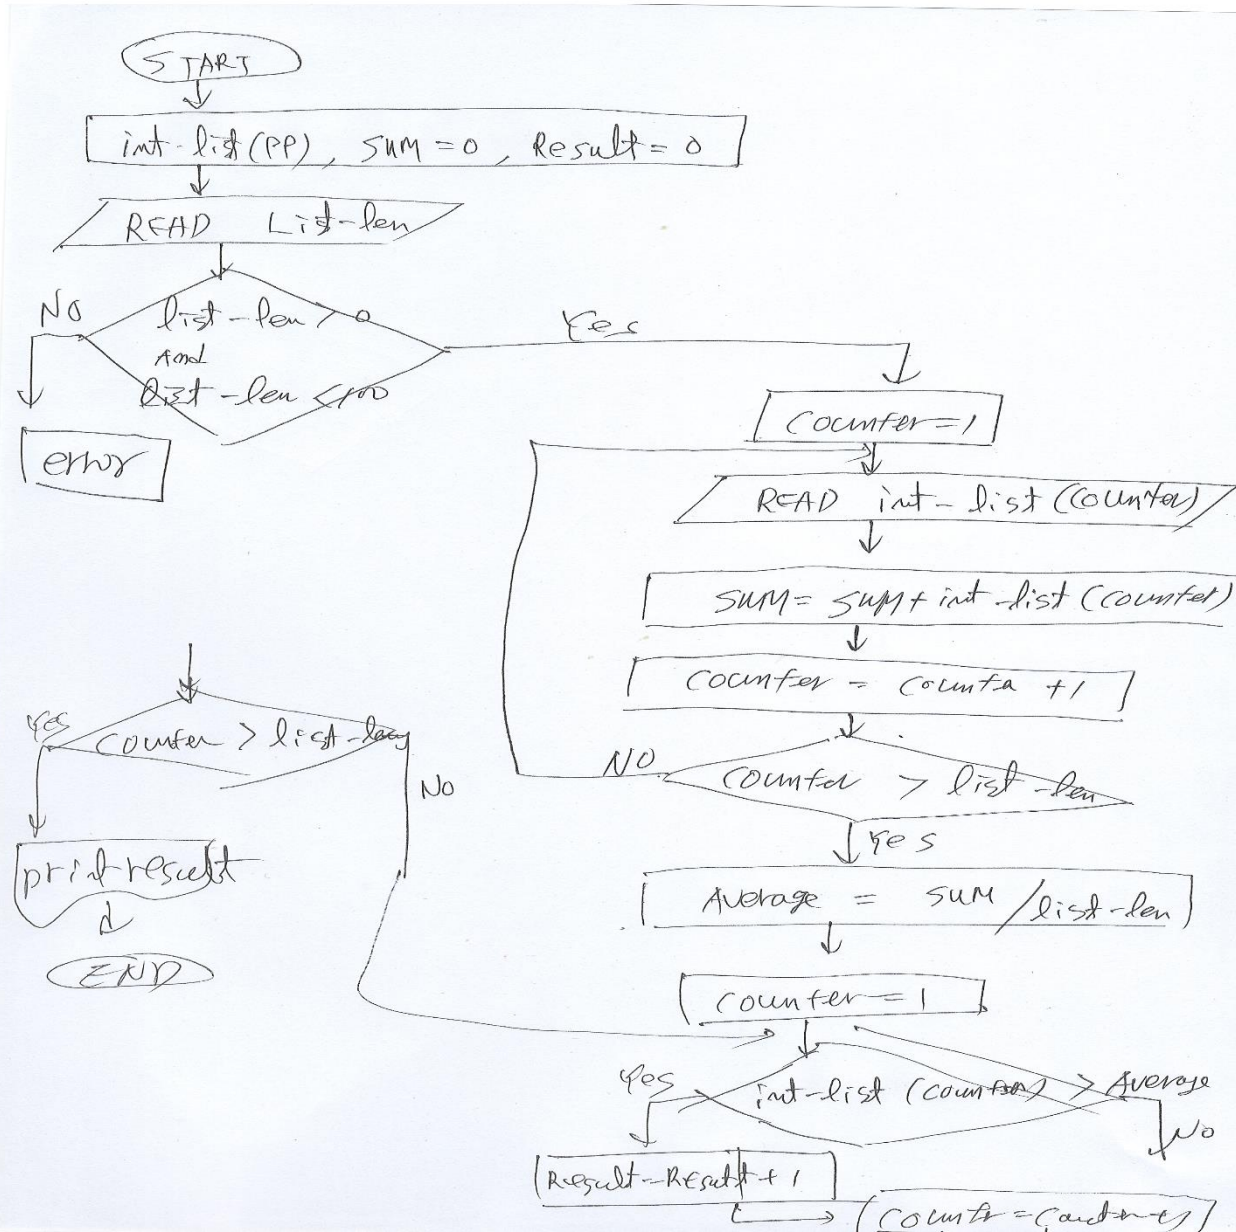 START
int-list(PP), SUM=0, Result=0
READ List-len
NO
list-len > 0
And
list-len <100
Yes
error
Counter=1
READ int-list(Counter)
SUM= SUM+int-list(Counter)
Counter = Counta +1
Counter > list-len
NO
Yes
Average = SUM/list-len
Counter=1
int-list(Counter) > Average
Yes
No
Result=Result+1
Counter=
Counter > list-len
Yes
No
print result
END